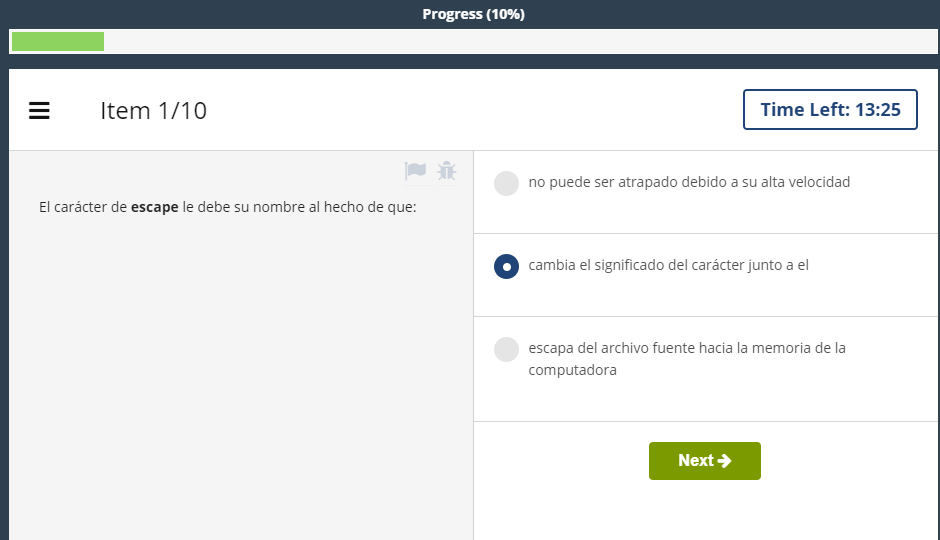 Progress (10%)
Item 1/10
Time Left: 13:25
El carácter de escape le debe su nombre al hecho de que:
no puede ser atrapado debido a su alta velocidad
cambia el significado del carácter junto a el
escapa del archivo fuente hacia la memoria de la
computadora
Next